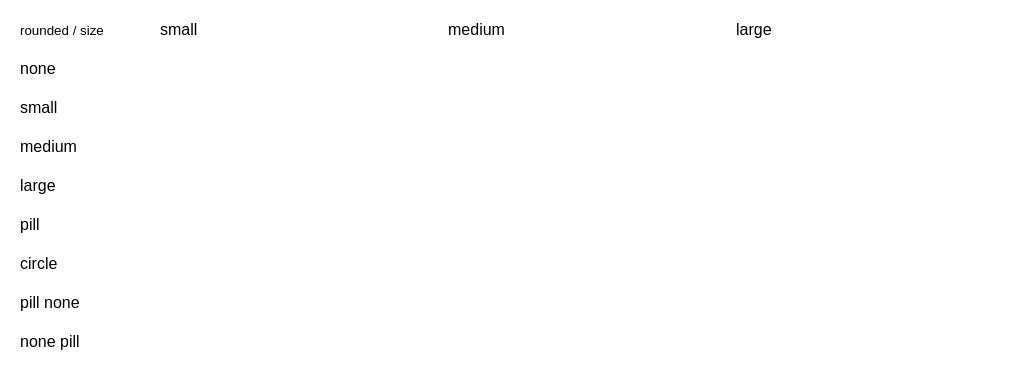 rounded / size small medium large
none
small
medium
large
pill
circle
pill none
none pill